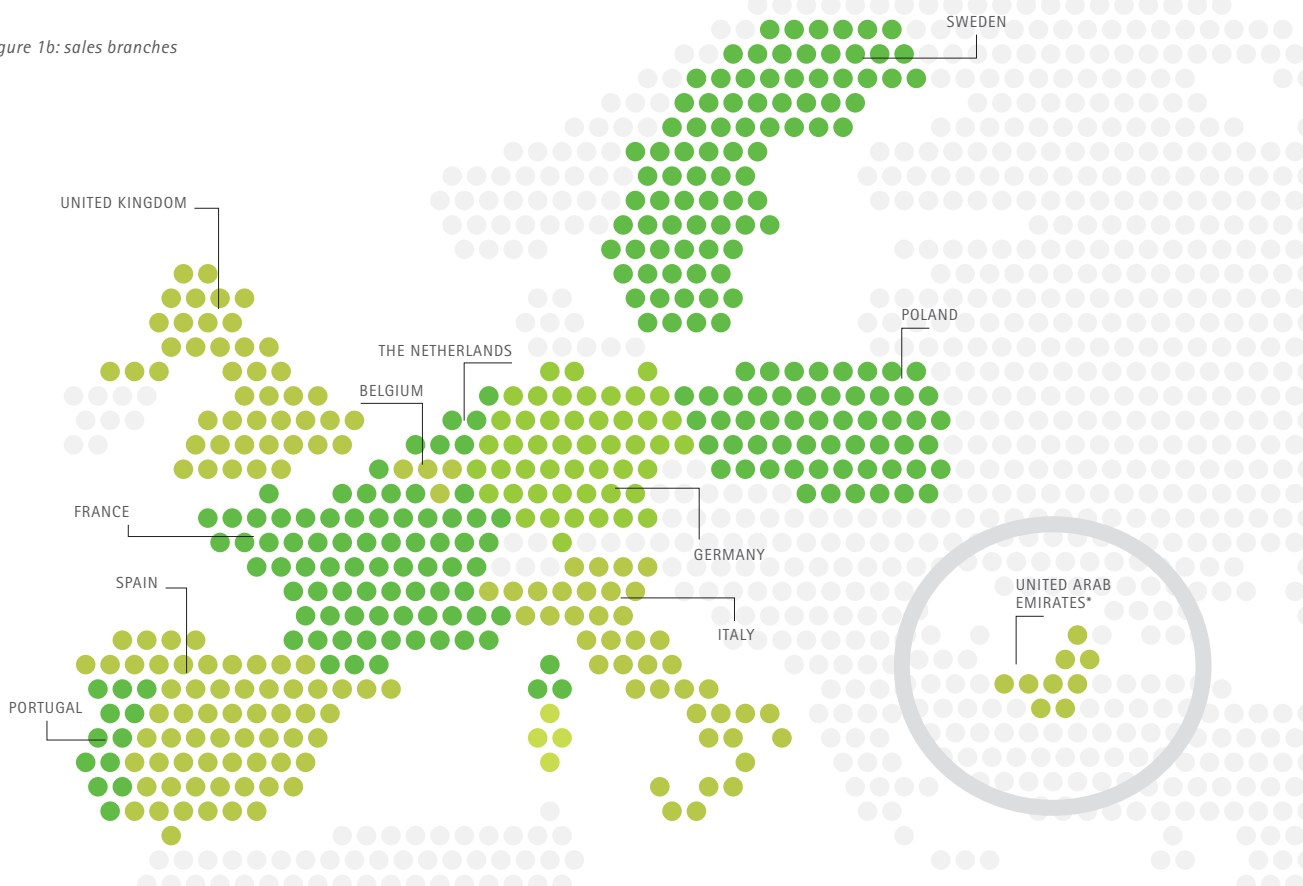 gure 1b: sales branches
SWEDEN
UNITED KINGDOM
POLAND
THE NETHERLANDS
BELGIUM
FRANCE
GERMANY
SPAIN
UNITED ARAB
EMIRATES*
ITALY
PORTUGAL